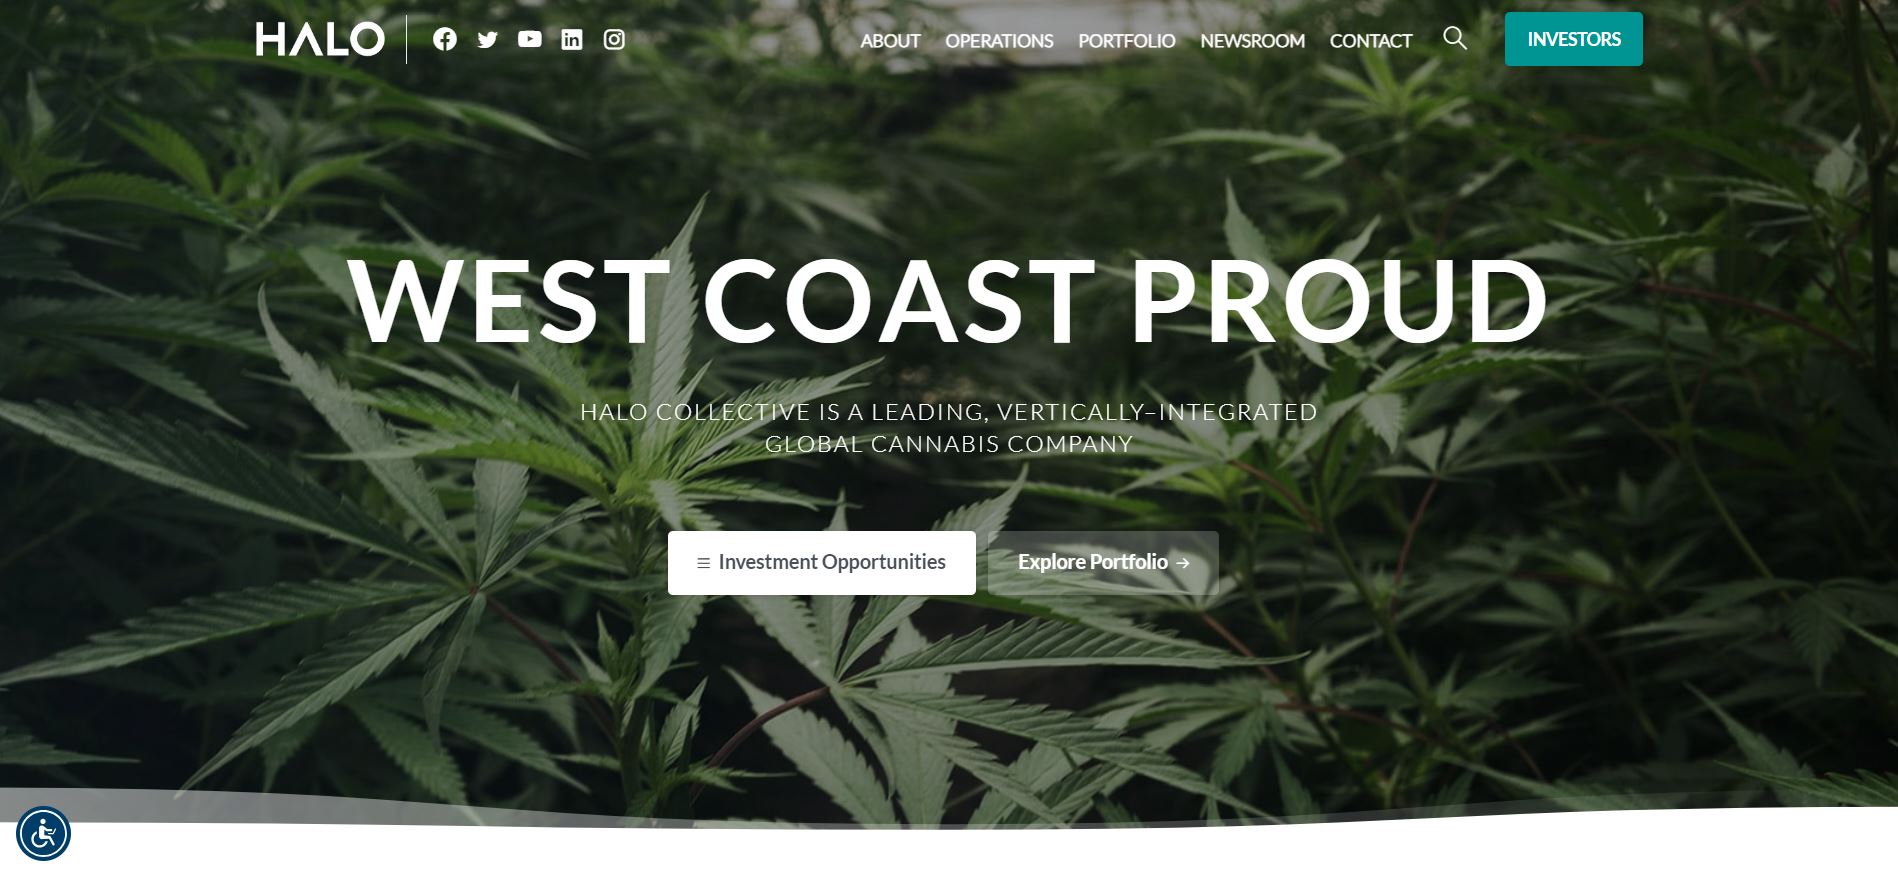 HALO
ABOUT OPERATIONS PORTFOLIO NEWSROOM CONTACT INVESTORS
WEST COAST PROUD
HALO COLLECTIVE IS A LEADING, VERTICALLY–INTEGRATED
GLOBAL CANNABIS COMPANY
Investment Opportunities Explore Portfolio →